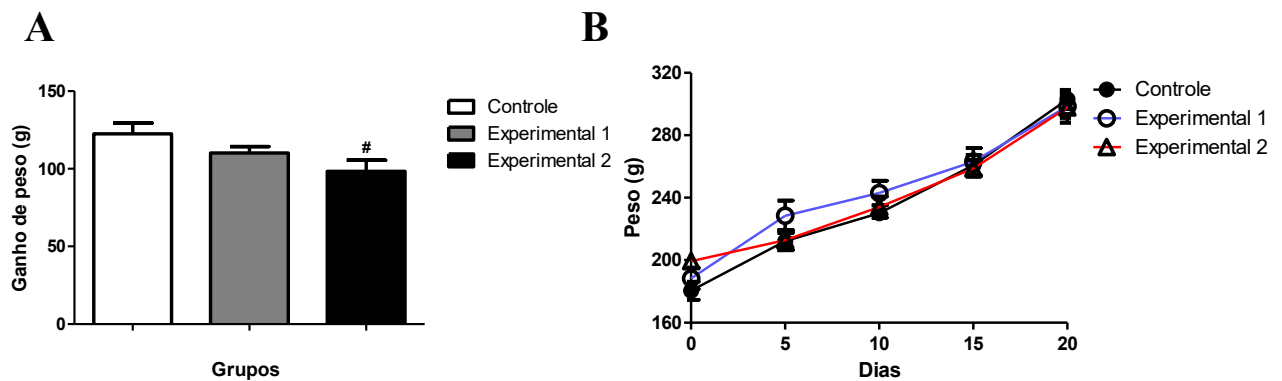 A
Ganho de peso (g)
150
100
50
0
#
Grupos
Controle
Experimental 1
Experimental 2
B
Peso (g)
320
280
240
200
160
0 5 10 15 20
Dias
Controle
Experimental 1
Experimental 2